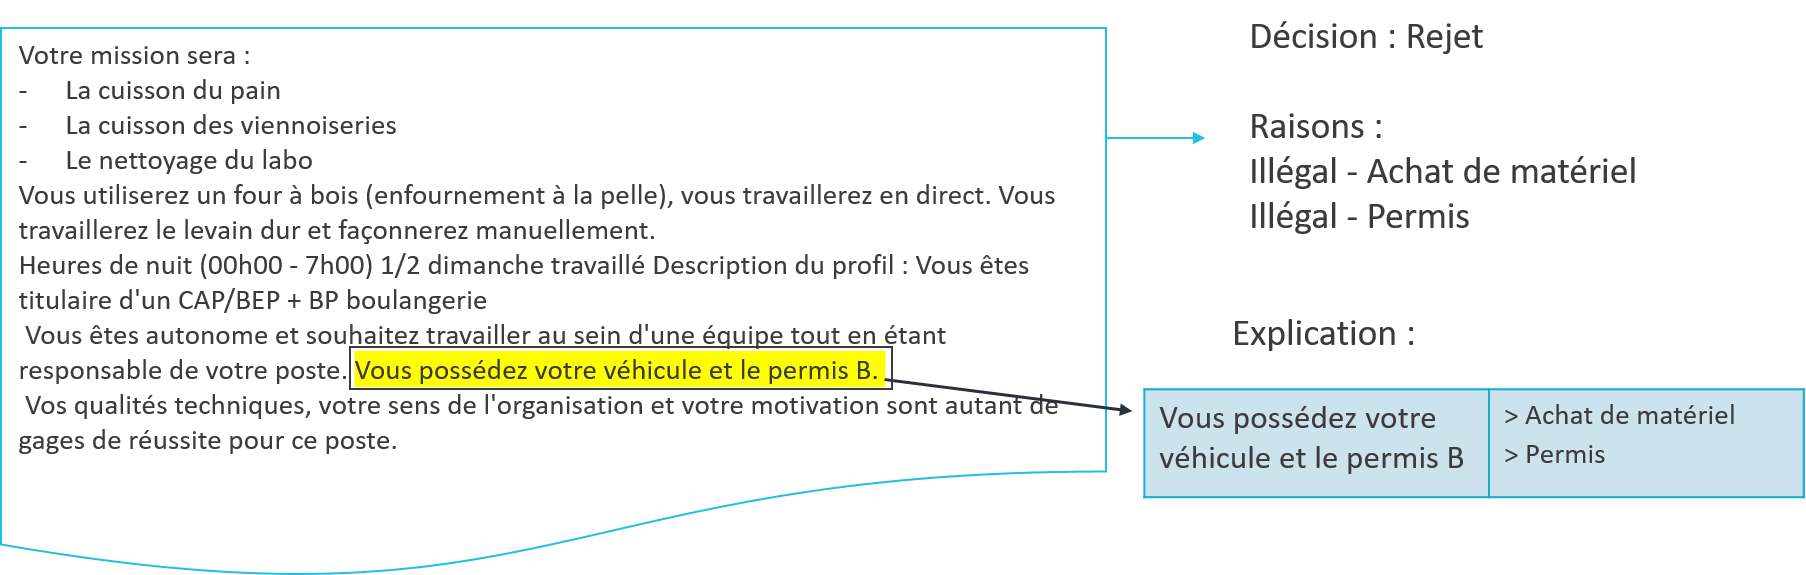 Votre mission sera :
- La cuisson du pain
- La cuisson des viennoiseries
- Le nettoyage du labo
Vous utiliserez un four à bois (enfournement à la pelle), vous travaillerez en direct. Vous
travaillerez le levain dur et façonnerez manuellement.
Heures de nuit (00h00 - 7h00) 1/2 dimanche travaillé Description du profil : Vous êtes
titulaire d'un CAP/BEP + BP boulangerie
Vous êtes autonome et souhaitez travailler au sein d'une équipe tout en étant
responsable de votre poste. Vous possédez votre véhicule et le permis B.
Vos qualités techniques, votre sens de l'organisation et votre motivation sont autant de
gages de réussite pour ce poste.
Décision : Rejet
Raisons :
Illégal - Achat de matériel
Illégal - Permis
Explication :
Vous possédez votre
véhicule et le permis B
> Achat de matériel
> Permis